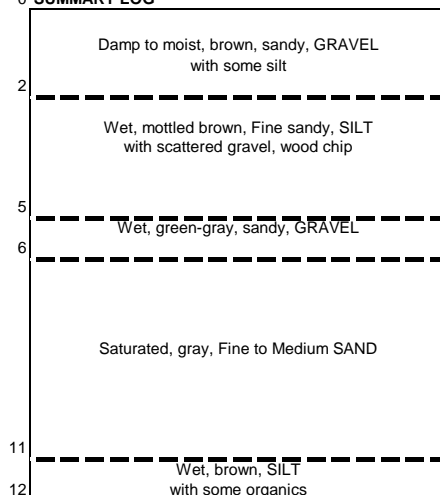 0 SUMMARY LOG
Damp to moist, brown, sandy, GRAVEL
with some silt
2
Wet, mottled brown, Fine sandy, SILT
with scattered gravel, wood chip
5
Wet, green-gray, sandy, GRAVEL
6
Saturated, gray, Fine to Medium SAND
11
Wet, brown, SILT
12 with some organics